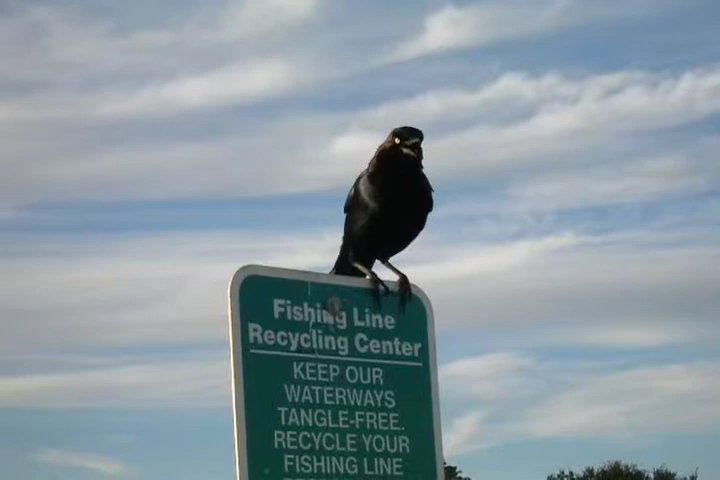 Fishing Line
Recycling Center
KEEP OUR
WATERWAYS
TANGLE-FREE.
RECYCLE YOUR
FISHING LINE